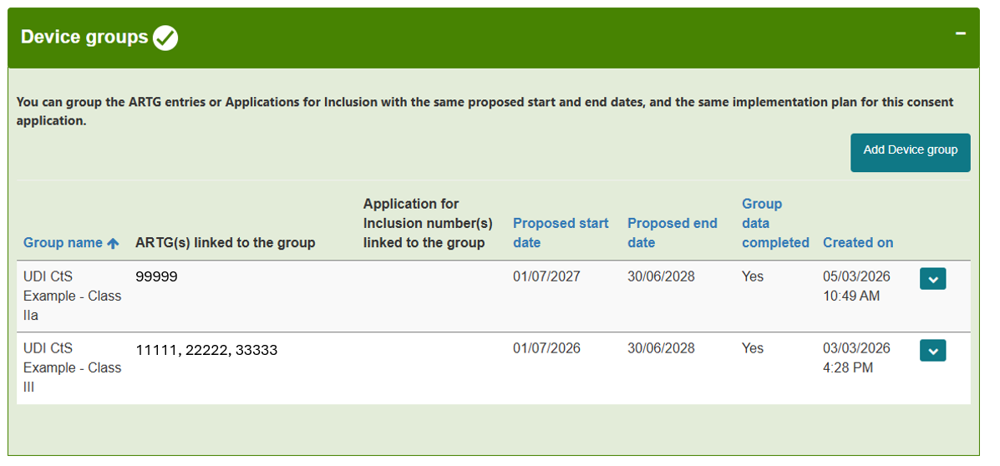 Device groups
You can group the ARTG entries or Applications for Inclusion with the same proposed start and end dates, and the same implementation plan for this consent
application.
Add Device group
Group name
ARTG(s) linked to the group
Application for
Inclusion number(s)
linked to the group
Proposed start
date
Proposed end
date
Group
data
completed
Created on
UDI CtS
Example - Class
IIa
99999
01/07/2027
30/06/2028
Yes
05/03/2026
10:49 AM
UDI CtS
Example - Class
III
11111, 22222, 33333
01/07/2026
30/06/2028
Yes
03/03/2026
4:28 PM